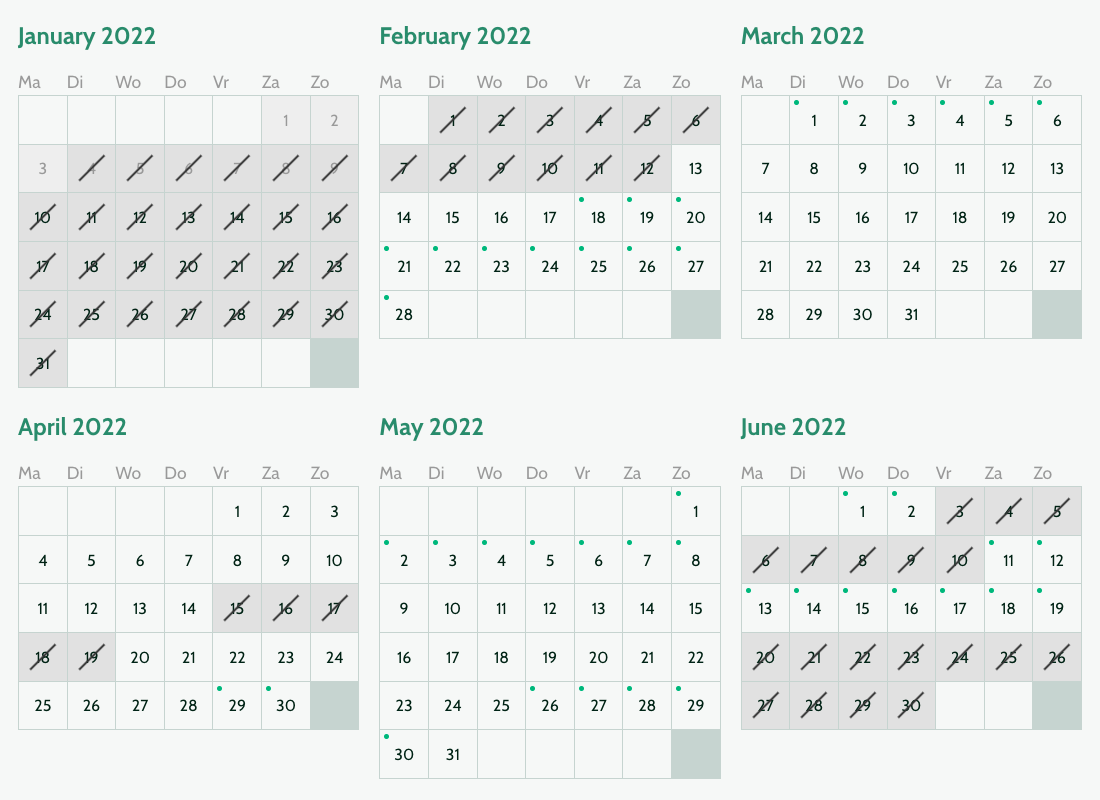 January 2022
Ma Di Wo Do Vr Za Zo
1 2
3 4 5 6 7 8 9
10 11 12 13 14 15 16
17 18 19 20 21 22 23
24 25 26 27 28 29 30
31
February 2022
Ma Di Wo Do Vr Za Zo
1 2 3 4 5 6
7 8 9 10 11 12 13
14 15 16 17 18 19 20
21 22 23 24 25 26 27
28
March 2022
Ma Di Wo Do Vr Za Zo
1 2 3 4 5 6
7 8 9 10 11 12 13
14 15 16 17 18 19 20
21 22 23 24 25 26 27
28 29 30 31
April 2022
Ma Di Wo Do Vr Za Zo
1 2 3
4 5 6 7 8 9 10
11 12 13 14 15 16 17
18 19 20 21 22 23 24
25 26 27 28 29 30
May 2022
Ma Di Wo Do Vr Za Zo
1
2 3 4 5 6 7 8
9 10 11 12 13 14 15
16 17 18 19 20 21 22
23 24 25 26 27 28 29
30 31
June 2022
Ma Di Wo Do Vr Za Zo
1 2 3 4 5
6 7 8 9 10 11 12
13 14 15 16 17 18 19
20 21 22 23 24 25 26
27 28 29 30